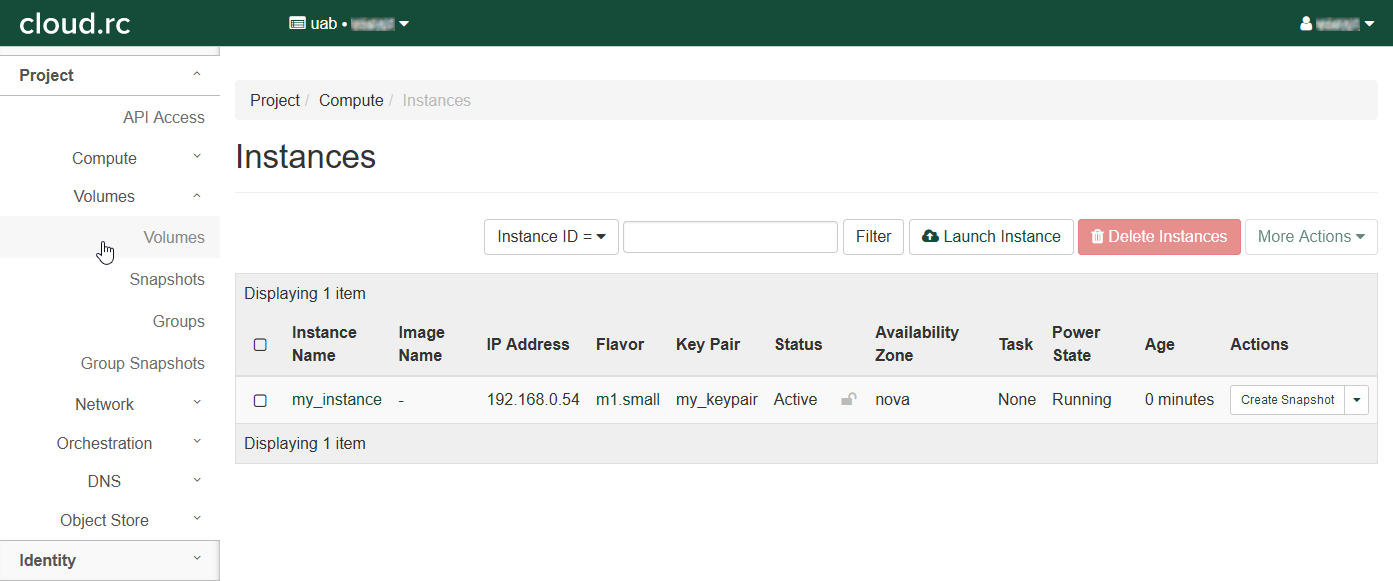 cloud.rc
uab •
Project
API Access
Compute
Volumes
Volumes
Snapshots
Groups
Group Snapshots
Network
Orchestration
DNS
Object Store
Identity
Project / Compute / Instances
Instances
Instance ID = Filter Launch Instance Delete Instances More Actions
Displaying 1 item
Instance Name Image Name IP Address Flavor Key Pair Status Availability Zone Task Power State Age Actions
my_instance - 192.168.0.54 m1.small my_keypair Active nova None Running 0 minutes Create Snapshot
Displaying 1 item